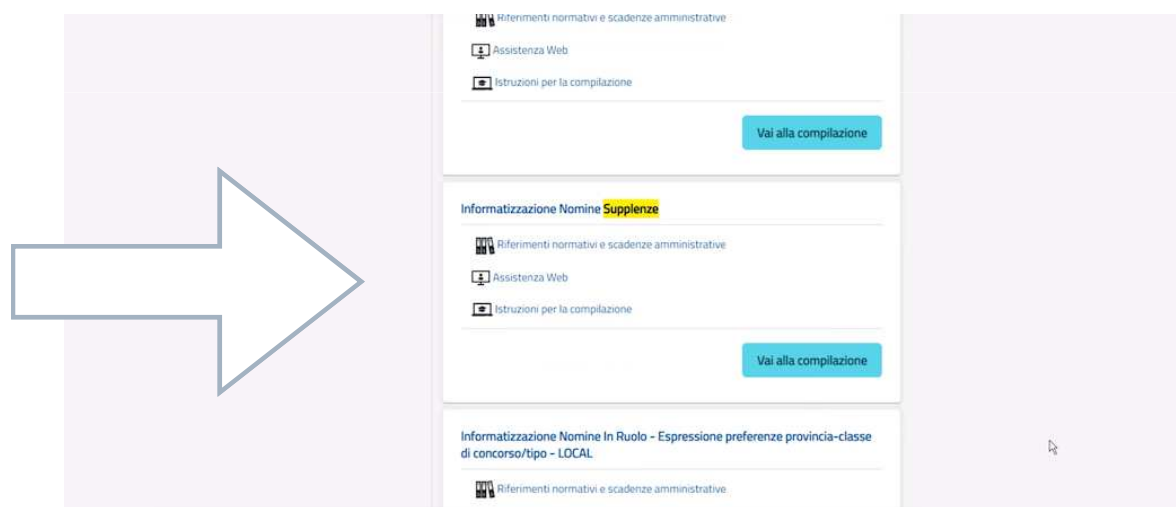 Riferimenti normativi e scadenze amministrative
Assistenza Web
Istruzioni per la compilazione
Vai alla compilazione
Informatizzazione Nomine Supplenze
Riferimenti normativi e scadenze amministrative
Assistenza Web
Istruzioni per la compilazione
Vai alla compilazione
Informatizzazione Nomine In Ruolo - Espressione preferenze provincia-classe
di concorso/tipo - LOCAL
Riferimenti normativi e scadenze amministrative